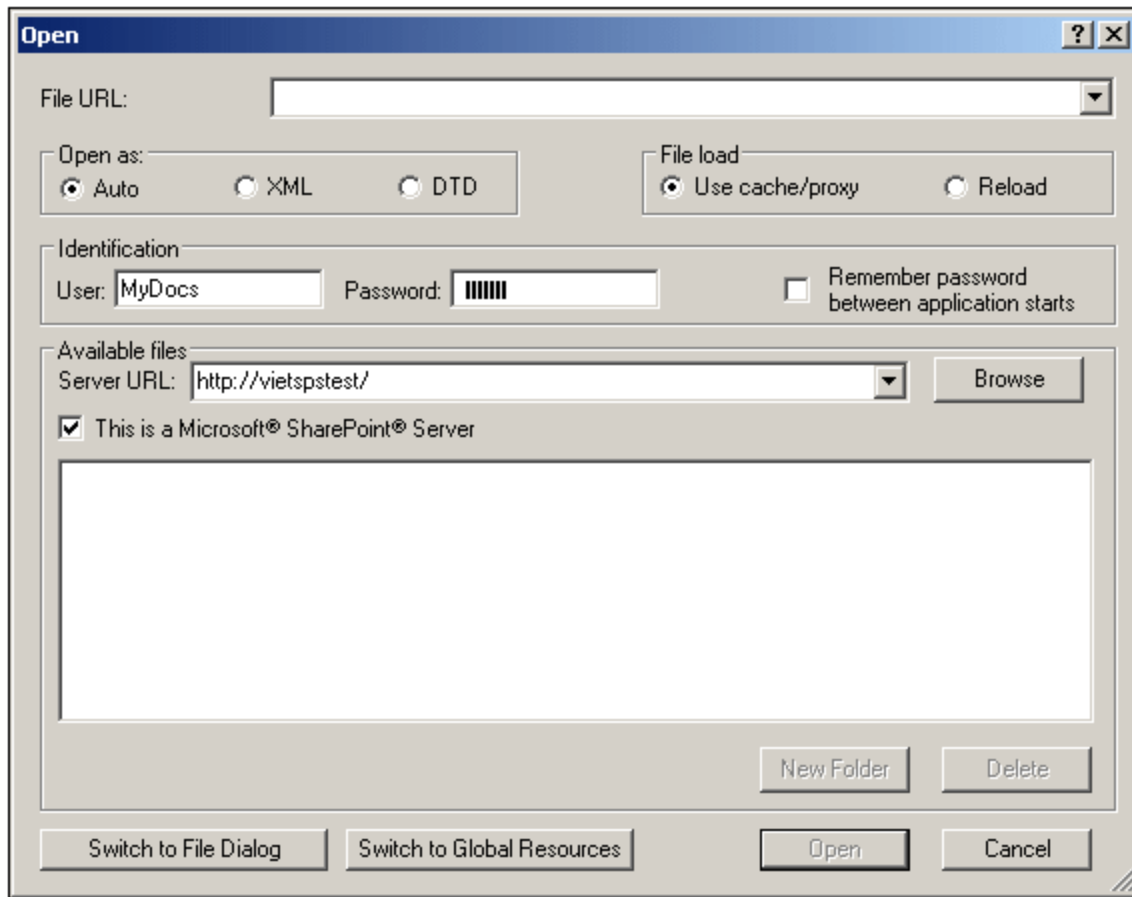 Open
File URL:
Open as:
Auto XML DTD
File load
Use cache/proxy Reload
Identification
User: MyDocs Password:
Remember password
between application starts
Available files
Server URL: http://vietspstest/ Browse
This is a Microsoft® SharePoint® Server
New Folder Delete
Switch to File Dialog Switch to Global Resources Open Cancel